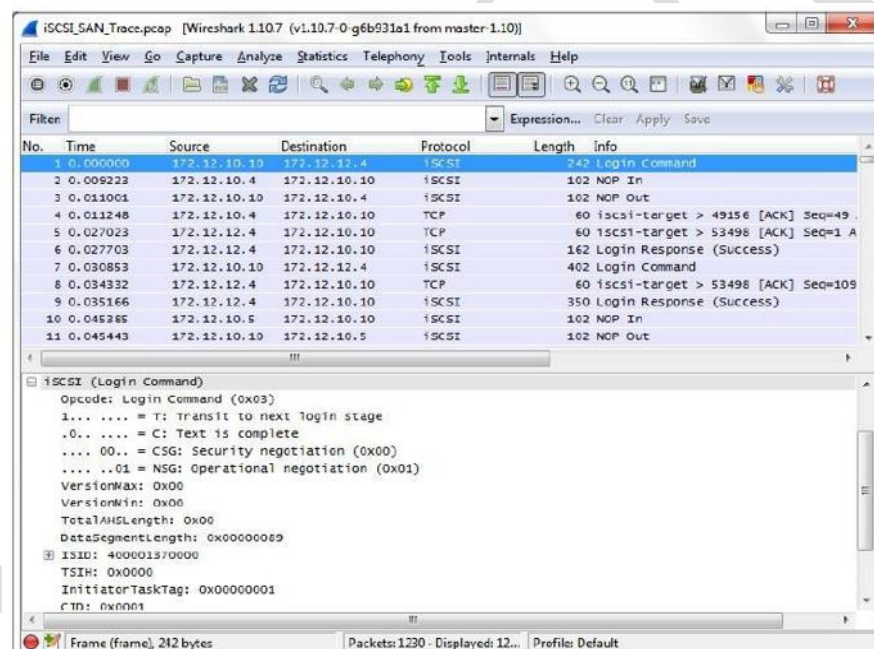 iSCSI_SAN_Trace.pcap [Wireshark 1.10.7 (v1.10.7-0-g6b931a1 from master-1.10)]
File Edit View Go Capture Analyze Statistics Telephony Tools Internals Help
Filter: Expression... Clear Apply Save
No. Time Source Destination Protocol Length Info
1 0.000000 172.12.10.10 172.12.12.4 iSCSI 242 Login Command
2 0.009223 172.12.10.4 172.12.10.10 iSCSI 102 NOP In
3 0.011001 172.12.10.10 172.12.10.4 iSCSI 102 NOP Out
4 0.011248 172.12.10.4 172.12.10.10 TCP 60 iscsi-target > 49156 [ACK] Seq=49
5 0.027023 172.12.12.4 172.12.10.10 TCP 60 iscsi-target > 53498 [ACK] Seq=1 A
6 0.027703 172.12.12.4 172.12.10.10 iSCSI 162 Login Response (Success)
7 0.030853 172.12.10.10 172.12.12.4 iSCSI 402 Login Command
8 0.034332 172.12.12.4 172.12.10.10 TCP 60 iscsi-target > 53498 [ACK] Seq=109
9 0.035166 172.12.12.4 172.12.10.10 iSCSI 350 Login Response (Success)
10 0.045385 172.12.10.5 172.12.10.10 iSCSI 102 NOP In
11 0.045443 172.12.10.10 172.12.10.5 iSCSI 102 NOP Out
iSCSI (Login Command)
Opcode: Login Command (0x03)
1... .... = T: Transit to next login stage
.0.. .... = C: Text is complete
.... 00.. = CSG: Security negotiation (0x00)
.... ..01 = NSG: Operational negotiation (0x01)
VersionMax: 0x00
VersionMin: 0x00
TotalAHSLength: 0x00
DataSegmentLength: 0x00000089
ISID: 400001370000
TSIH: 0x0000
InitiatorTaskTag: 0x00000001
CID: 0x0001
Frame (frame), 242 bytes Packets: 1230 - Displayed: 12... Profile: Default